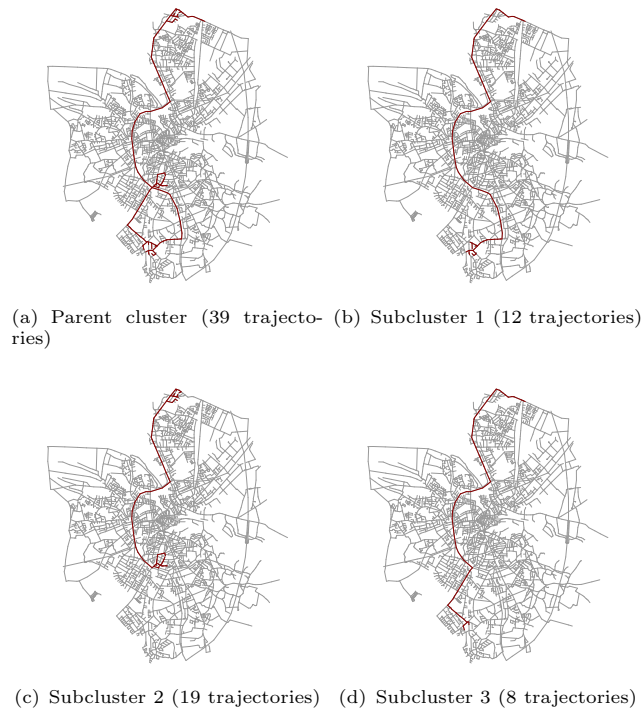 (a) Parent cluster (39 trajecto-
ries)
(b) Subcluster 1 (12 trajectories)
(c) Subcluster 2 (19 trajectories)
(d) Subcluster 3 (8 trajectories)